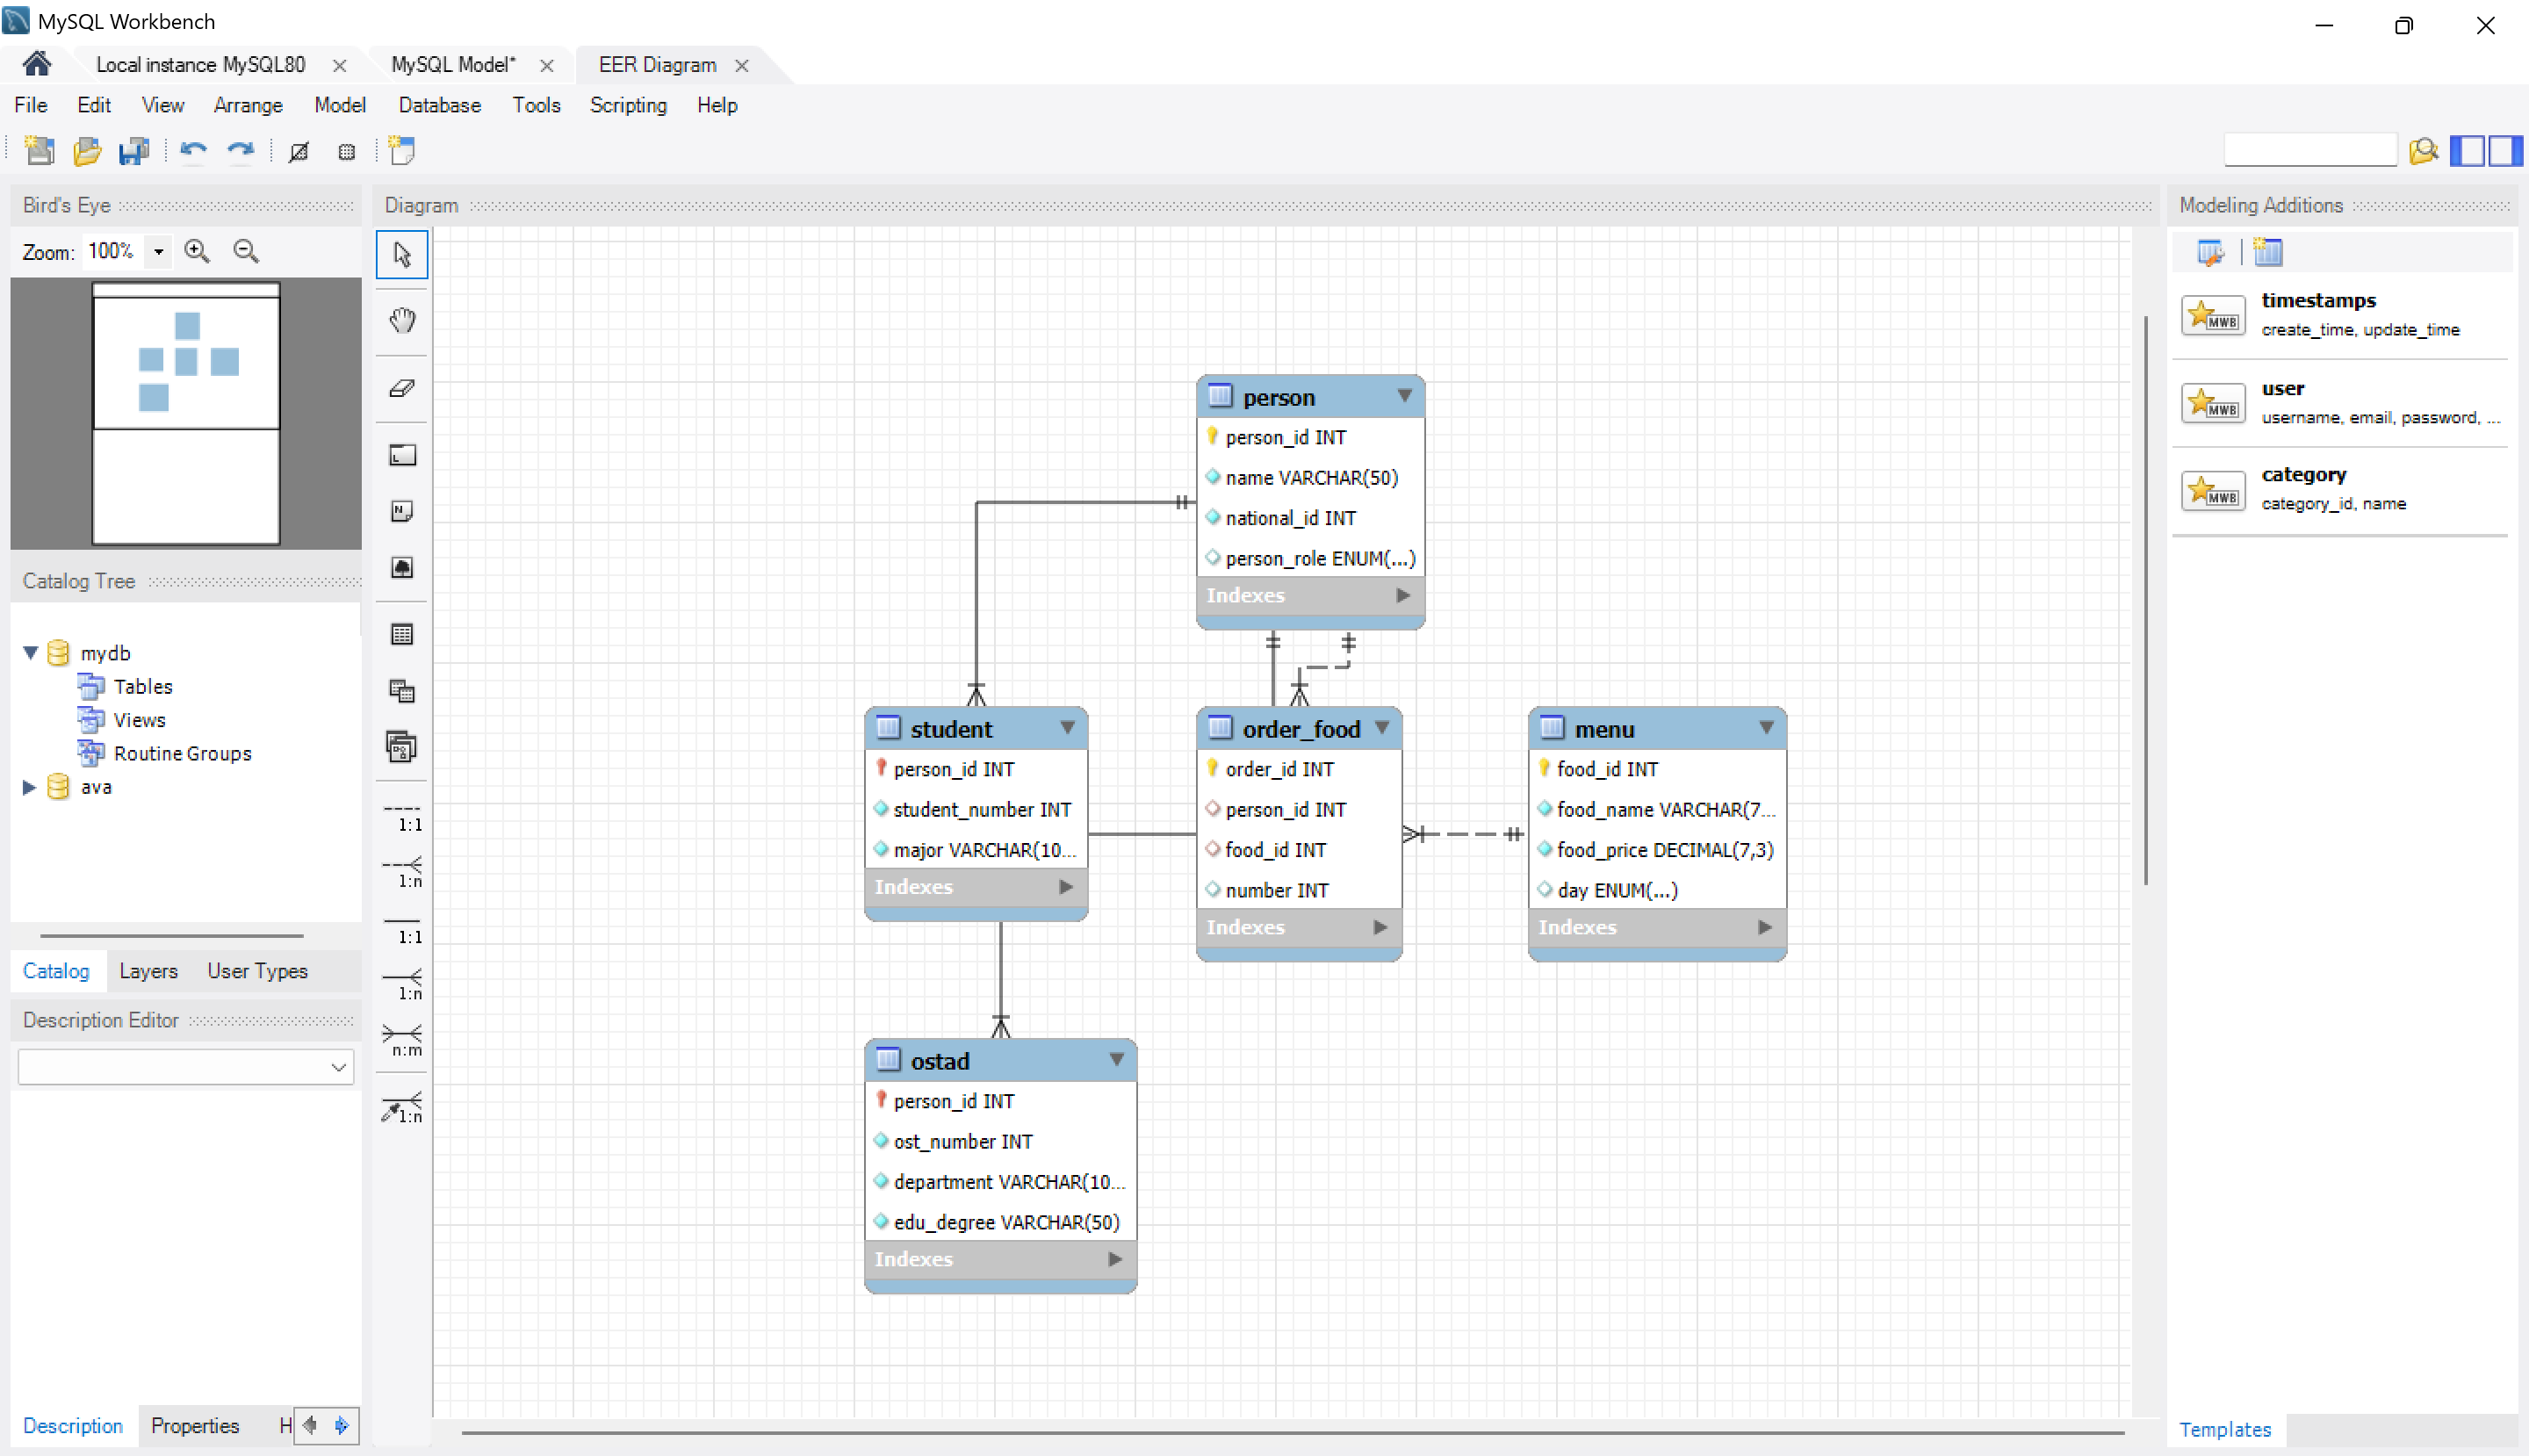 MySQL Workbench
Local instance MySQL80
MySQL Model*
EER Diagram
File Edit View Arrange Model Database Tools Scripting Help
Bird's Eye
Zoom: 100%
Catalog Tree
mydb
Tables
Views
Routine Groups
ava
Catalog Layers User Types
Description Editor
Description Properties H
Diagram
L
N
1:1
1:n
1:1
1:n
n:m
1:n
person
person_id INT
name VARCHAR(50)
national_id INT
person_role ENUM(...)
Indexes
student
person_id INT
student_number INT
major VARCHAR(10...
Indexes
order_food
order_id INT
person_id INT
food_id INT
number INT
Indexes
menu
food_id INT
food_name VARCHAR(7...
food_price DECIMAL(7,3)
day ENUM(...)
Indexes
ostad
person_id INT
ost_number INT
department VARCHAR(10...
edu_degree VARCHAR(50)
Indexes
Modeling Additions
MWB
timestamps
create_time, update_time
MWB
user
username, email, password, ...
MWB
category
category_id, name
Templates